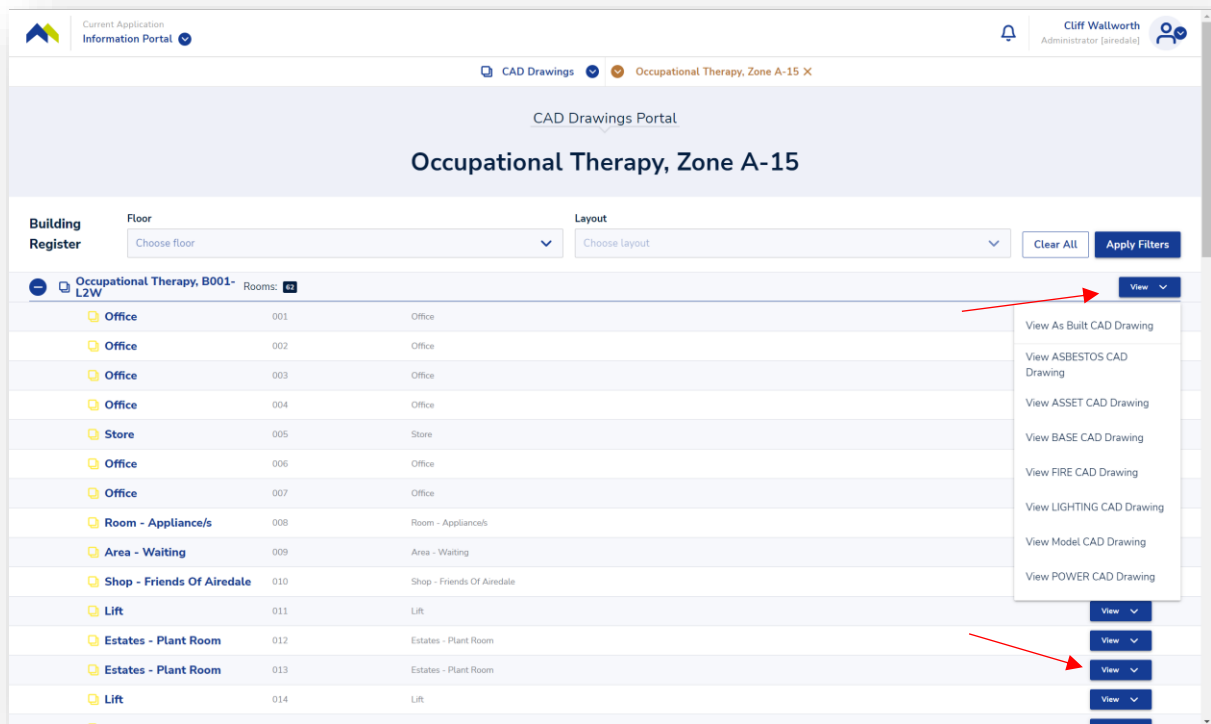 Current Application
Information Portal
Cliff Wallworth
Administrator [airedale]
CAD Drawings
Occupational Therapy, Zone A-15 X
CAD Drawings Portal
Occupational Therapy, Zone A-15
Building
Register
Floor
Choose floor
Layout
Choose layout
Clear All
Apply Filters
Occupational Therapy, B001-
L2W
Rooms: 62
View
Office 001 Office
Office 002 Office
Office 003 Office
Office 004 Office
Store 005 Store
Office 006 Office
Office 007 Office
Room - Appliance/s 008 Room - Appliance/s
Area - Waiting 009 Area - Waiting
Shop - Friends Of Airedale 010 Shop - Friends Of Airedale
Lift 011 Lift View
Estates - Plant Room 012 Estates - Plant Room View
Estates - Plant Room 013 Estates - Plant Room View
Lift 014 Lift View
View As Built CAD Drawing
View ASBESTOS CAD
Drawing
View ASSET CAD Drawing
View BASE CAD Drawing
View FIRE CAD Drawing
View LIGHTING CAD Drawing
View Model CAD Drawing
View POWER CAD Drawing